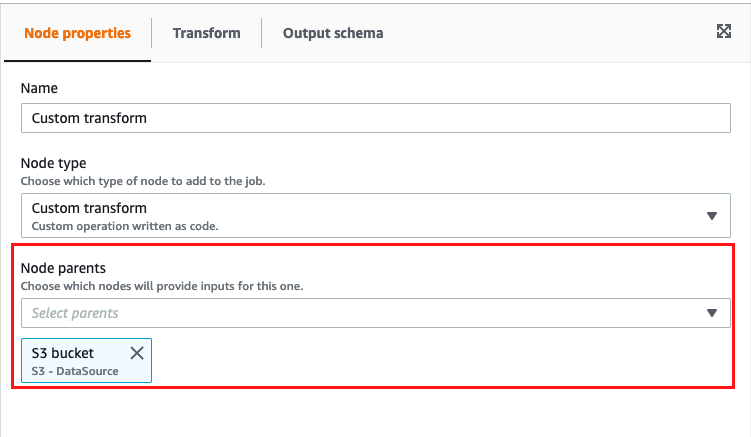 Node properties Transform Output schema
Name
Custom transform
Node type
Choose which type of node to add to the job.
Custom transform
Custom operation written as code.
Node parents
Choose which nodes will provide inputs for this one.
Select parents
S3 bucket
S3 - DataSource